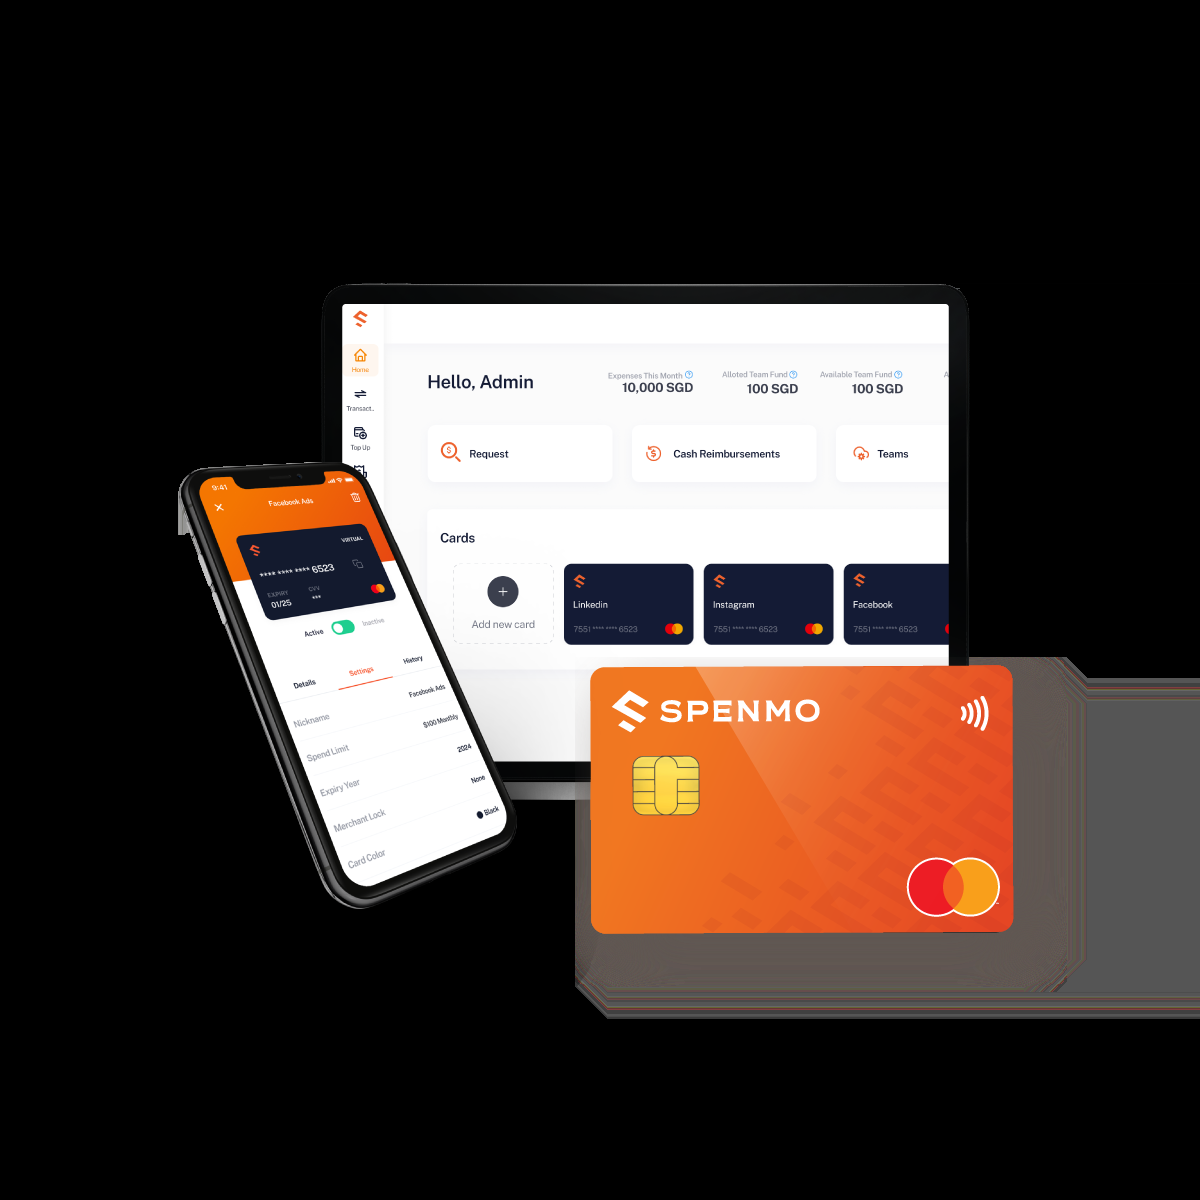 Home
Transact..
Top Up
Hello, Admin
Expenses This Month
10,000 SGD
Alloted Team Fund
100 SGD
Available Team Fund
100 SGD
A
Request
Cash Reimbursements
Teams
Cards
Add new card
Linkedin
7551 **** **** 6523
Instagram
7551 **** **** 6523
Facebook
7551 **** **** 6523
9:41
Facebook Ads
VIRTUAL
**** **** **** 6523
EXPIRY
01/25
CVV
***
Active
Inactive
Details
Settings
History
Nickname
Facebook Ads
Spend Limit
$100 Monthly
Expiry Year
2024
Merchant Lock
None
Card Color
Black
SPENMO